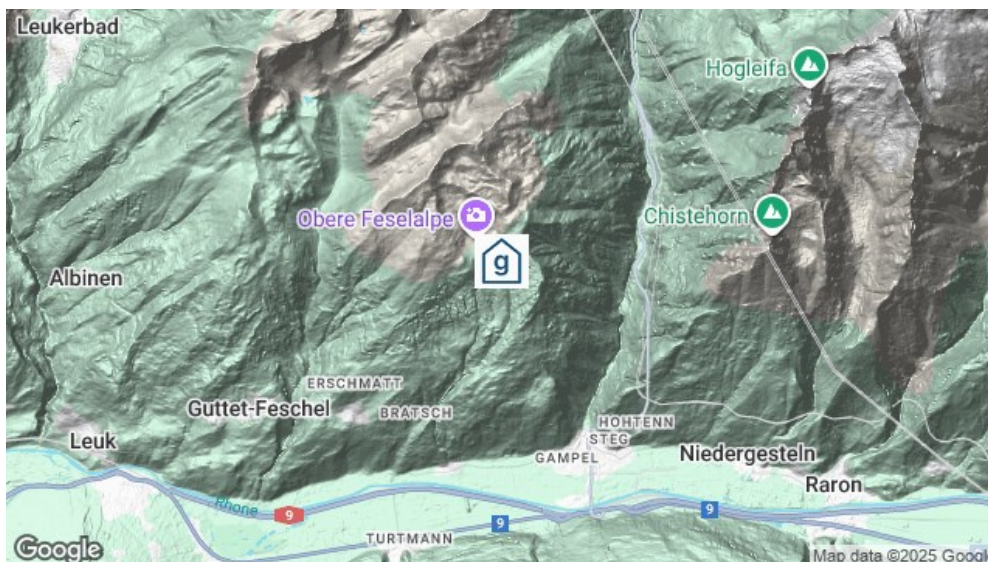 Leukerbad
Hogleifa
Obere Feselalpe
Chistehorn
g
Albinen
ERSCHMATT
Guttet-Feschel
BRATSCH
HOHTENN
Leuk
STEG
GAMPEL
Niedergesteln
Raron
Rhone
9
9
9
TURTMANN
Google
Map data ©2025 Google